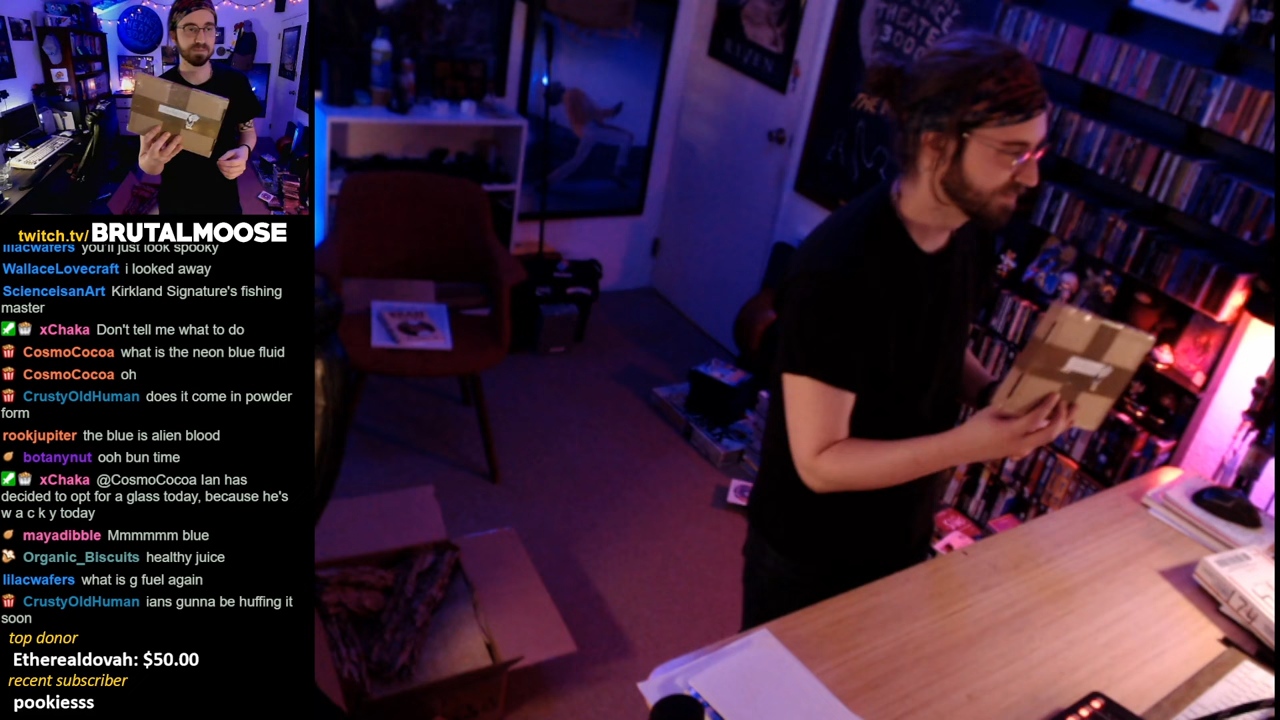 twitch.tv/BRUTALMOOSE
lilacwafers you'll just look spooky
WallaceLovecraft i looked away
ScienceisanArt Kirkland Signature's fishing
master
xChaka Don't tell me what to do
CosmoCocoa what is the neon blue fluid
CosmoCocoa oh
CrustyOldHuman does it come in powder
form
rookjupiter the blue is alien blood
botanynut ooh bun time
xChaka @CosmoCocoa Ian has
decided to opt for a glass today, because he's
w a c k y today
mayadibble Mmmmmm blue
Organic_Biscuits healthy juice
lilacwafers what is g fuel again
CrustyOldHuman ians gunna be huffing it
soon
top donor
Etherealdovah: $50.00
recent subscriber
pookiesss
3000